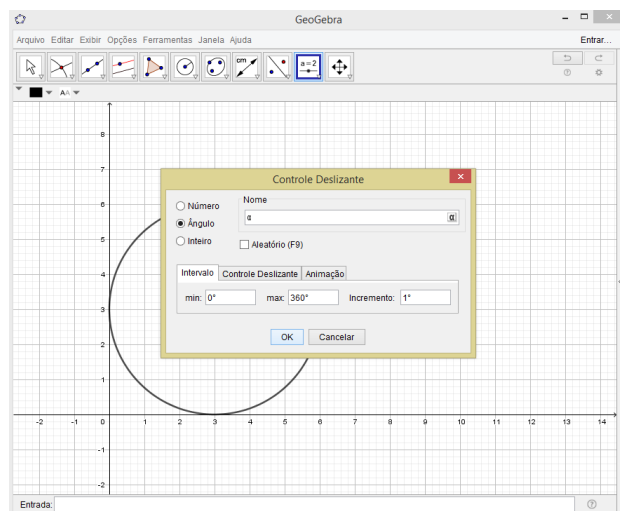 GeoGebra
Arquivo Editar Exibir Opções Ferramentas Janela Ajuda Entrar...
cm
a=2
AA
8
7
6
5
4
3
2
1
-2 -1 0 1 2 3 4 5 6 7 8 9 10 11 12 13 14
-1
-2
Controle Deslizante
Número
Ângulo
Inteiro
Nome
α α
Aleatório (F9)
Intervalo Controle Deslizante Animação
min: 0° max: 360° Incremento: 1°
OK Cancelar
Entrada: